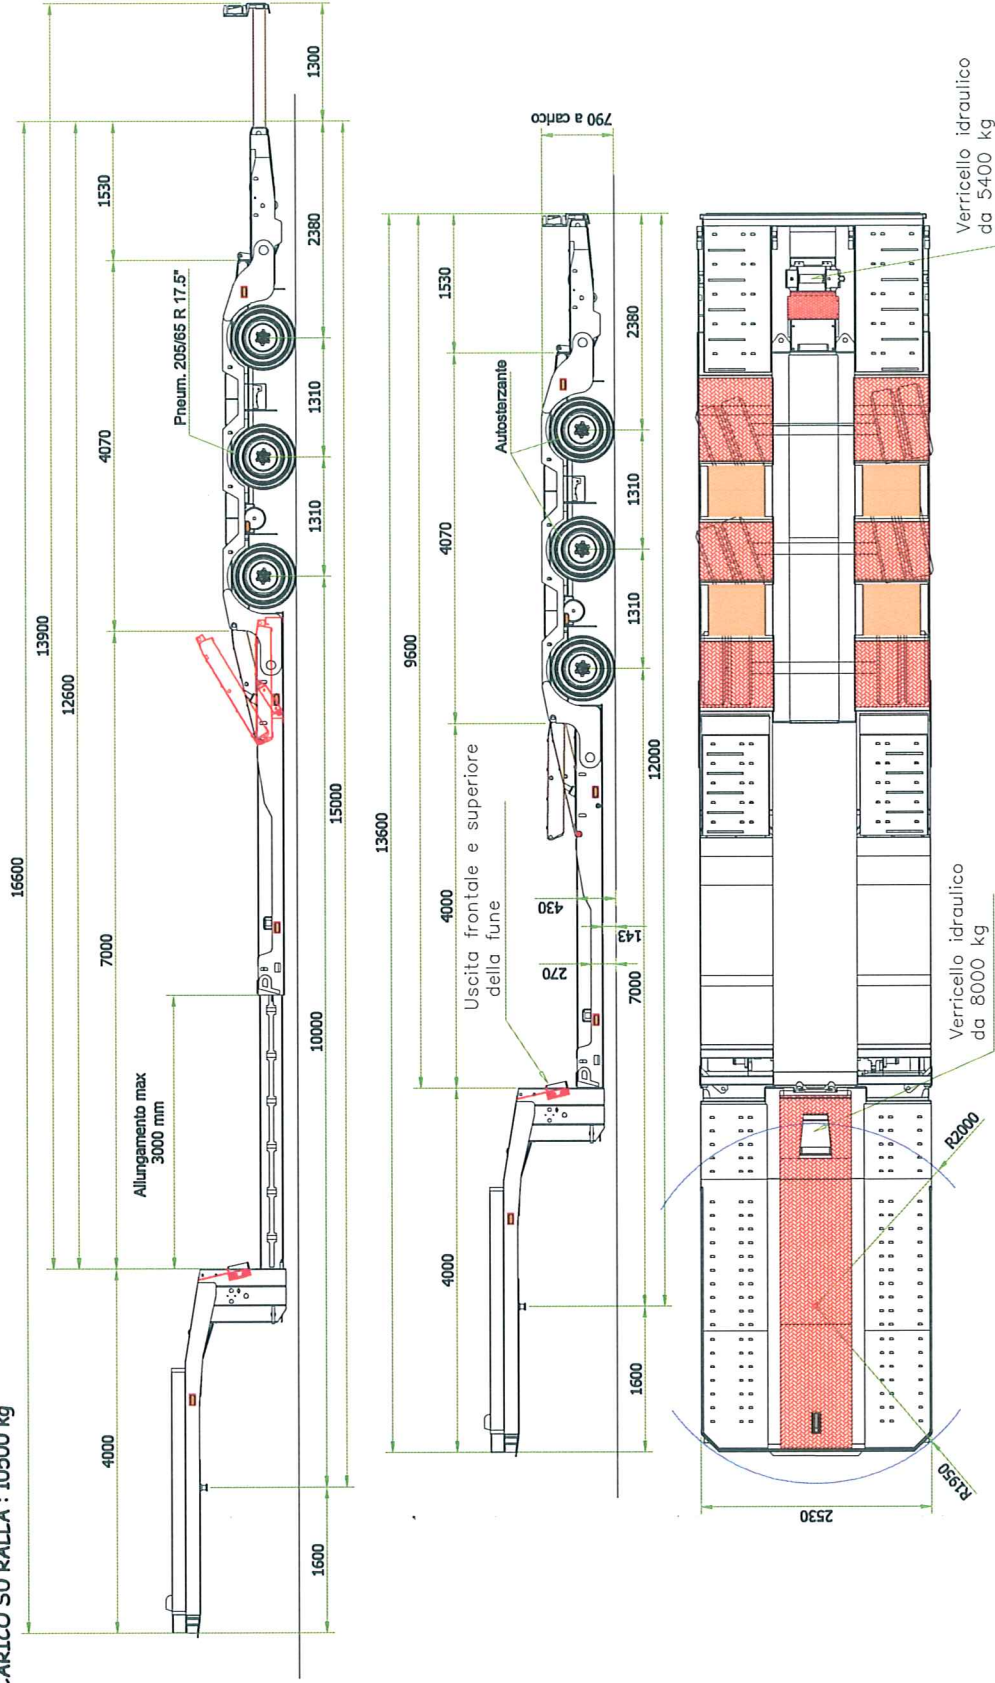 CARICO SU RALLA : 10500 kg
16600
13900
12600
4000
7000
4070
1530
Allungamento max
3000 mm
Pneum. 205/65 R 17.5"
1600
10000
1310
1310
2380
1300
15000
13600
9600
4000
4000
4070
1530
Uscita frontale e superiore
della fune
Autosterzante
790 a carico
270
143
430
1600
7000
1310
1310
2380
12000
2530
R1950
R2000
Verricello idraulico
da 8000 kg
Verricello idraulico
da 5400 kg